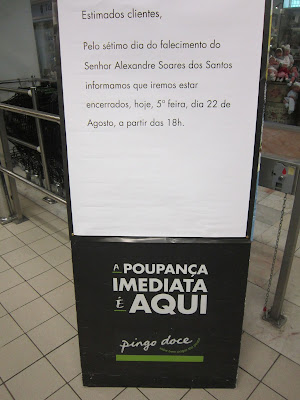 Estimados clientes,
Pelo sétimo dia do falecimento do
Senhor Alexandre Soares dos Santos
informamos que iremos estar
encerrados, hoje, 5ª feira, dia 22 de
Agosto, a partir das 18h.
A POUPANÇA
IMEDIATA
É AQUI
pingo doce